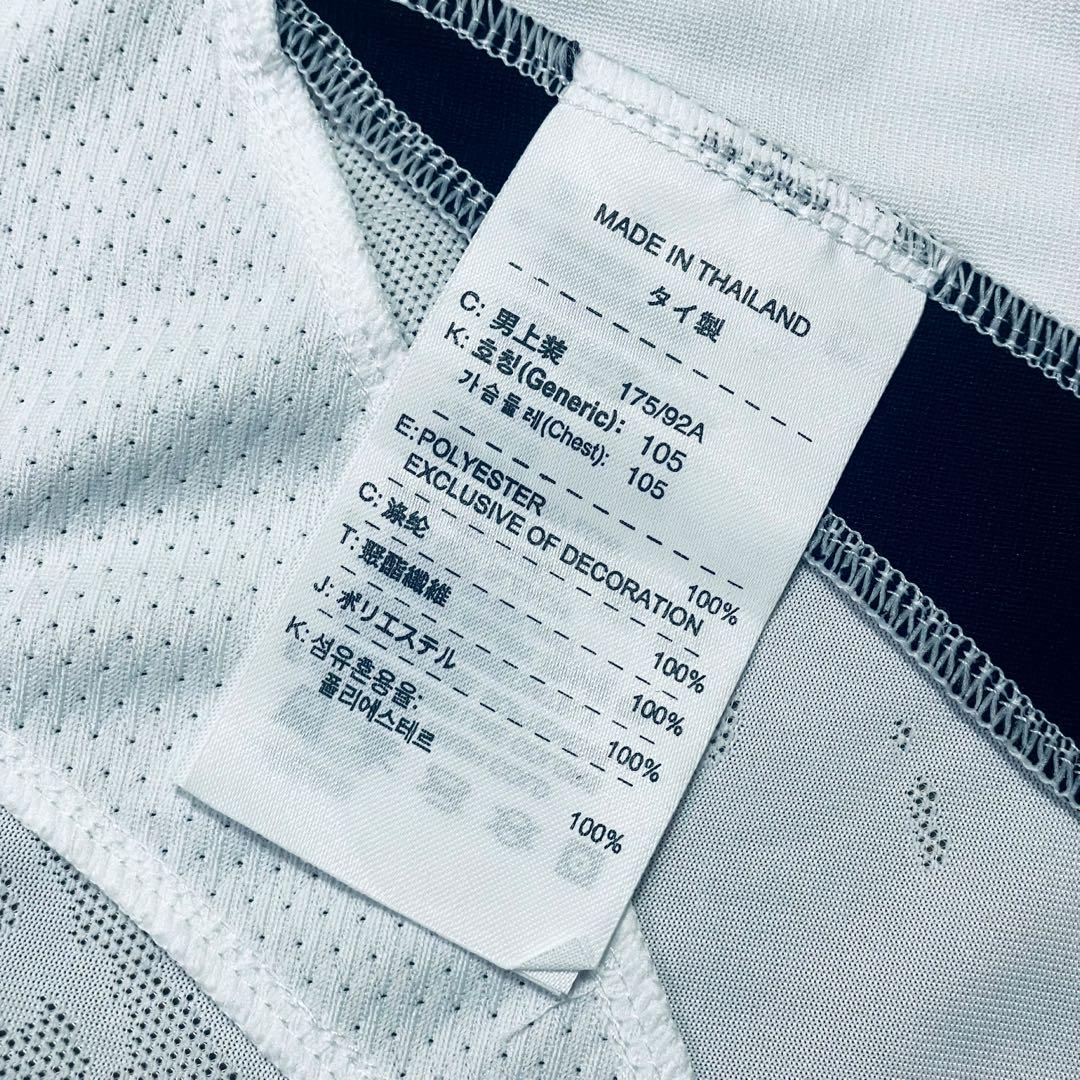 MADE IN THAILAND
タイ製
C: 男上装 175/92A
K: 호칭(Generic): 105
가슴둘레(Chest): 105
E: POLYESTER 100%
EXCLUSIVE OF DECORATION
C: 涤纶 100%
T: 聚酯纖維 100%
J: ポリエステル 100%
K: 섬유혼용율:
폴리에스테르 100%